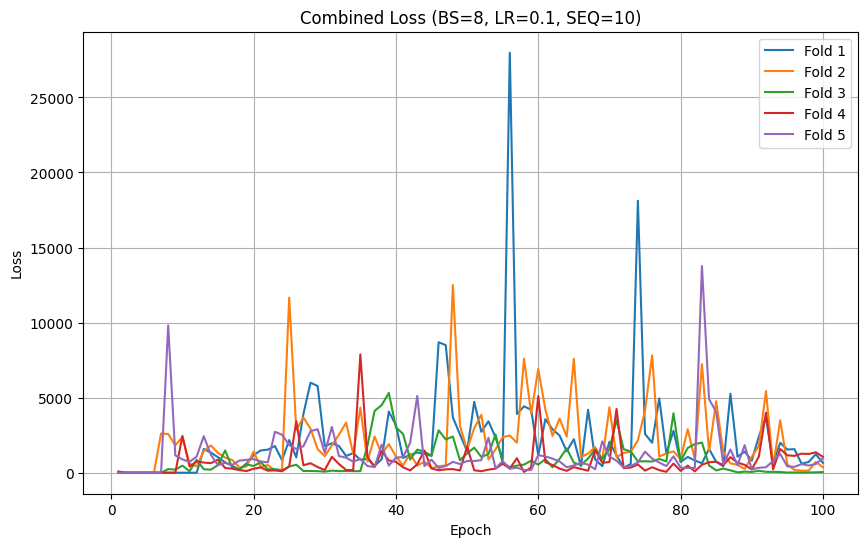 Combined Loss (BS=8, LR=0.1, SEQ=10)
Fold 1
Fold 2
Fold 3
Fold 4
Fold 5
Loss
25000
20000
15000
10000
5000
0
0
20
40
60
80
100
Epoch